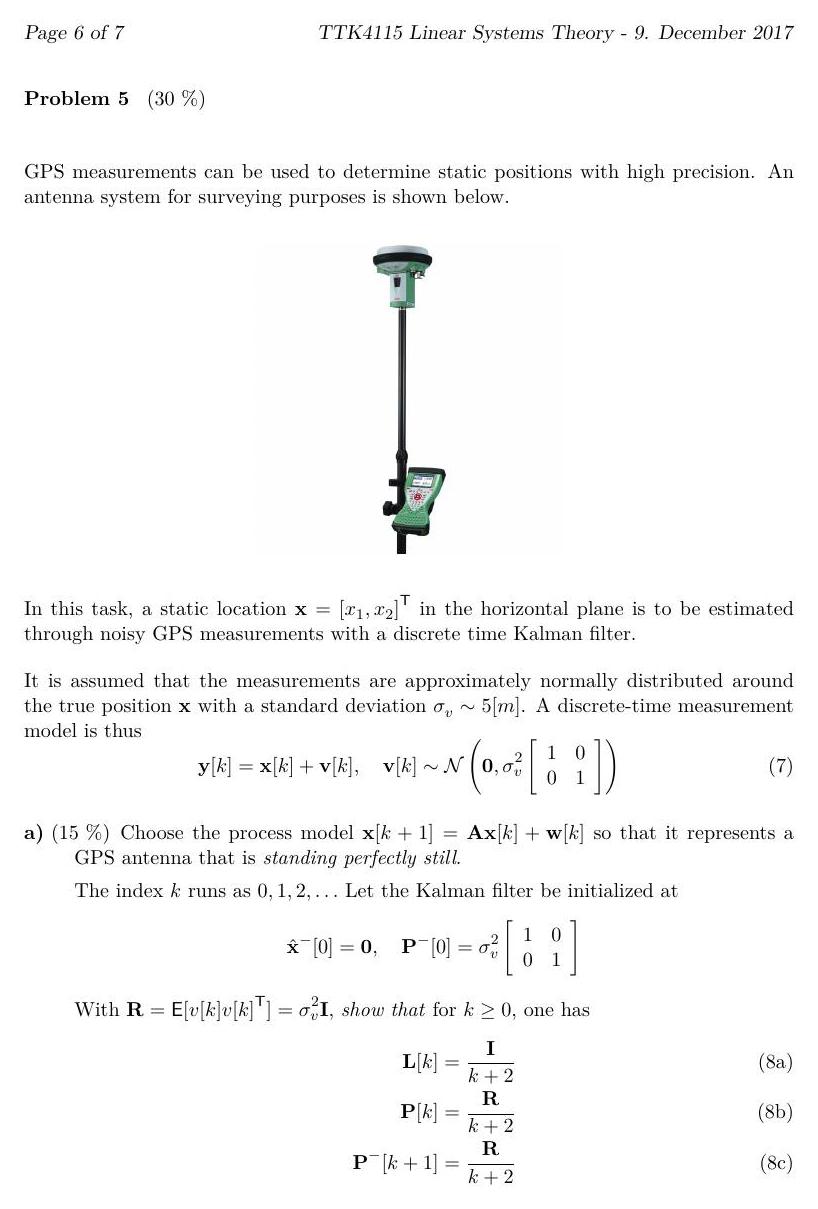 Page 6 of 7 TTK4115 Linear Systems Theory - 9. December 2017
Problem 5 (30 %)
GPS measurements can be used to determine static positions with high precision. An
antenna system for surveying purposes is shown below.
In this task, a static location x = [x₁, x₂]ᵀ in the horizontal plane is to be estimated
through noisy GPS measurements with a discrete time Kalman filter.
It is assumed that the measurements are approximately normally distributed around
the true position x with a standard deviation σᵥ ∼ 5[m]. A discrete-time measurement
model is thus
y[k] = x[k] + v[k], v[k] ∼ 𝒩(0, σᵥ² [1 0; 0 1]) (7)
a) (15 %) Choose the process model x[k + 1] = Ax[k] + w[k] so that it represents a
GPS antenna that is standing perfectly still.
The index k runs as 0, 1, 2, . . . Let the Kalman filter be initialized at
x̂⁻[0] = 0, P⁻[0] = σᵥ² [1 0; 0 1]
With R = E[v[k]v[k]ᵀ] = σᵥ²I, show that for k ≥ 0, one has
L[k] = I / (k + 2) (8a)
P[k] = R / (k + 2) (8b)
P⁻[k + 1] = R / (k + 2) (8c)